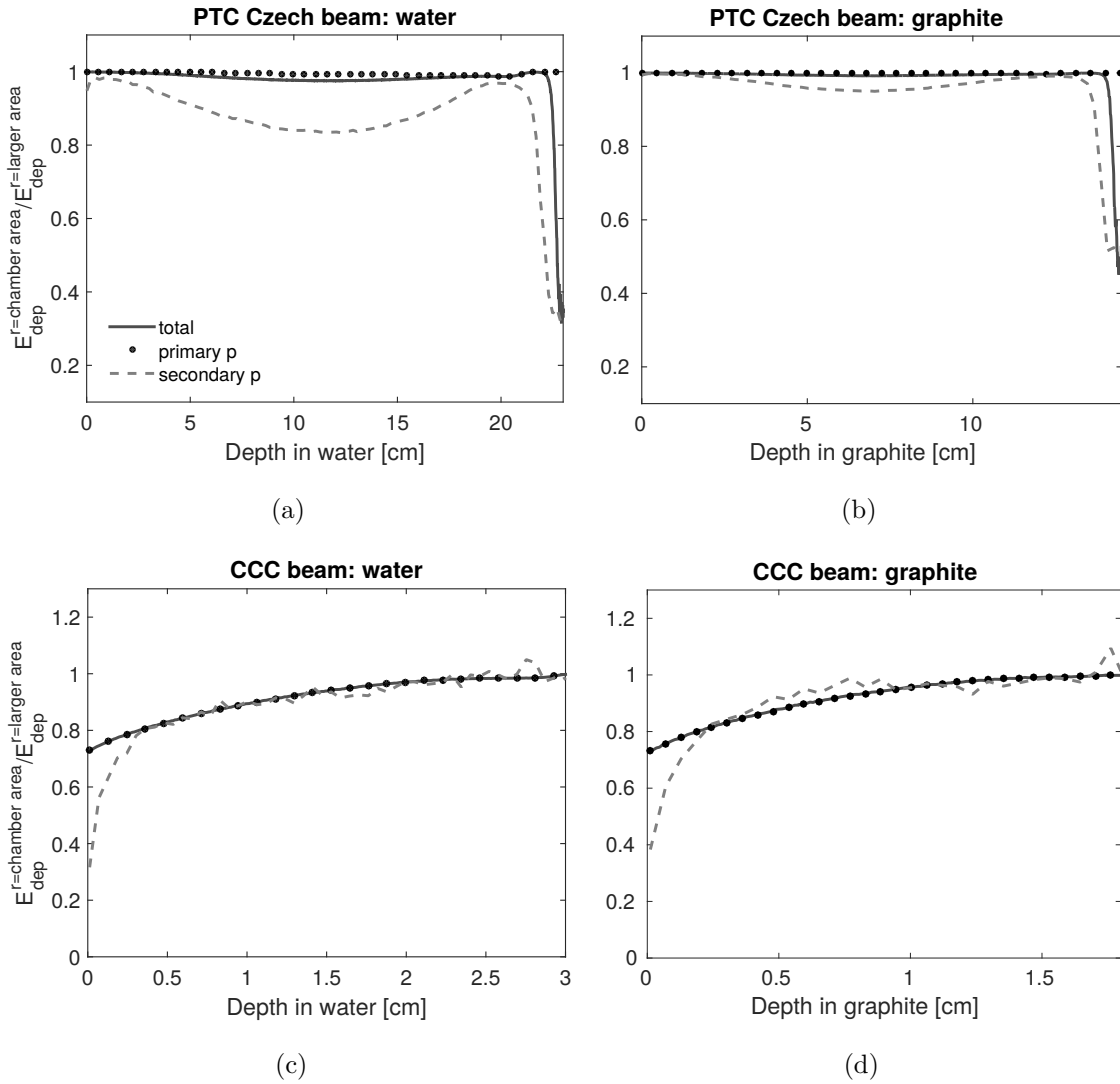 PTC Czech beam: water
E_dep^r=chamber area/E_dep^r=larger area
1
0.8
0.6
0.4
0.2
total
primary p
secondary p
0 5 10 15 20
Depth in water [cm]
(a)
PTC Czech beam: graphite
1
0.8
0.6
0.4
0.2
0 5 10
Depth in graphite [cm]
(b)
CCC beam: water
E_dep^r=chamber area/E_dep^r=larger area
1.2
1
0.8
0.6
0.4
0.2
0
0 0.5 1 1.5 2 2.5 3
Depth in water [cm]
(c)
CCC beam: graphite
1.2
1
0.8
0.6
0.4
0.2
0
0 0.5 1 1.5
Depth in graphite [cm]
(d)